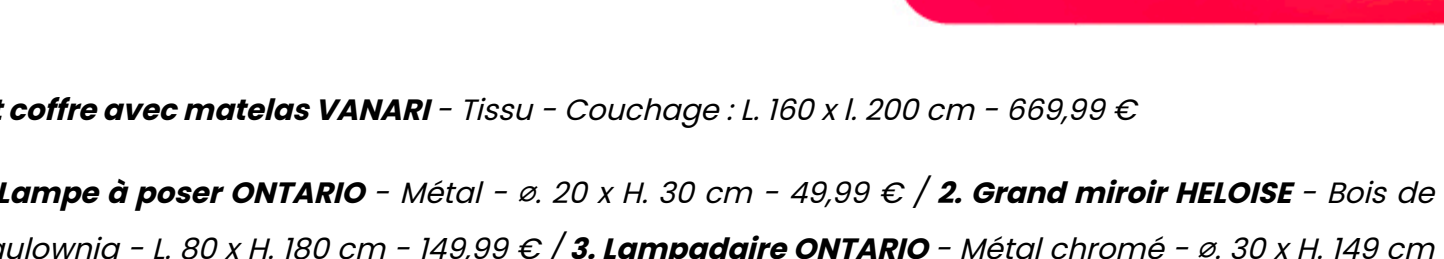 t coffre avec matelas VANARI - Tissu - Couchage : L. 160 x l. 200 cm - 669,99 €
Lampe à poser ONTARIO - Métal - ø. 20 x H. 30 cm - 49,99 € / 2. Grand miroir HELOISE - Bois de
aulownia - L. 80 x H. 180 cm - 149,99 € / 3. Lampadaire ONTARIO - Métal chromé - ø. 30 x H. 149 cm